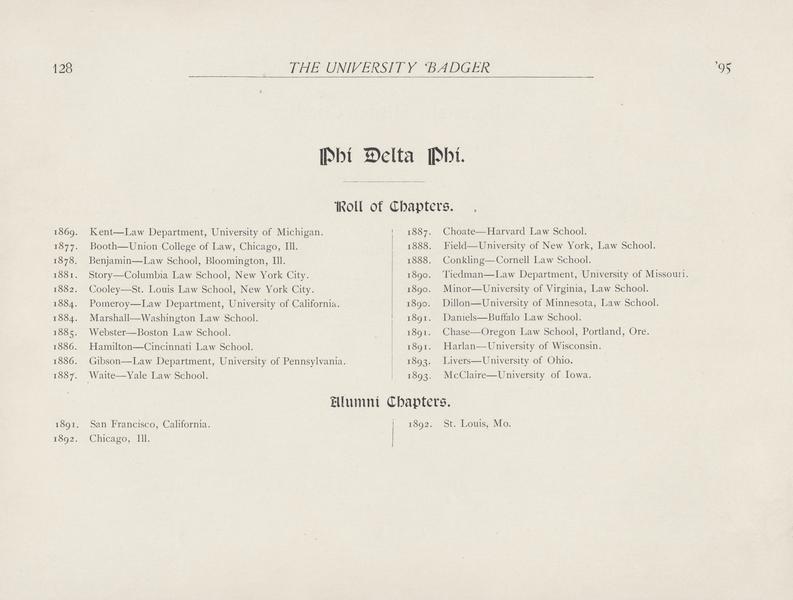 128
THE UNIVERSITY BADGER
'95
Phi Delta Phi.
Roll of Chapters.
1869. Kent—Law Department, University of Michigan.
1877. Booth—Union College of Law, Chicago, Ill.
1878. Benjamin—Law School, Bloomington, Ill.
1881. Story—Columbia Law School, New York City.
1882. Cooley—St. Louis Law School, New York City.
1884. Pomeroy—Law Department, University of California.
1884. Marshall—Washington Law School.
1885. Webster—Boston Law School.
1886. Hamilton—Cincinnati Law School.
1886. Gibson—Law Department, University of Pennsylvania.
1887. Waite—Yale Law School.
1887. Choate—Harvard Law School.
1888. Field—University of New York, Law School.
1888. Conkling—Cornell Law School.
1890. Tiedman—Law Department, University of Missouri.
1890. Minor—University of Virginia, Law School.
1890. Dillon—University of Minnesota, Law School.
1891. Daniels—Buffalo Law School.
1891. Chase—Oregon Law School, Portland, Ore.
1891. Harlan—University of Wisconsin.
1893. Livers—University of Ohio.
1893. McClaire—University of Iowa.
Alumni Chapters.
1891. San Francisco, California.
1892. Chicago, Ill.
1892. St. Louis, Mo.